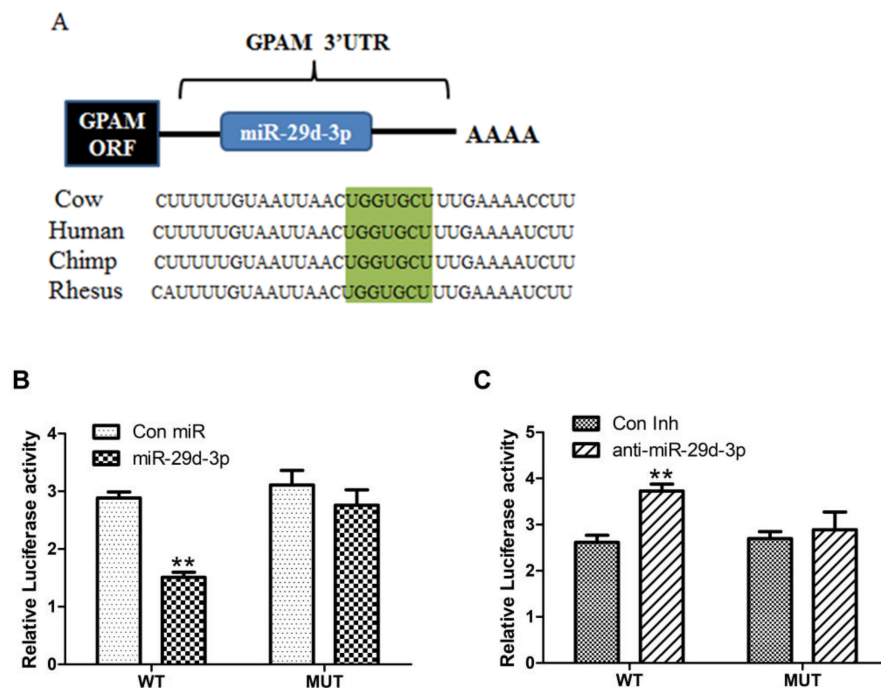 A
GPAM 3'UTR
GPAM
ORF
miR-29d-3p
AAAA
Cow CUUUUUGUAAUUAACUGGUGCUUUGAAAACCUU
Human CUUUUUGUAAUUAACUGGUGCUUUGAAAAUCUU
Chimp CUUUUUGUAAUUAACUGGUGCUUUGAAAAUCUU
Rhesus CAUUUUGUAAUUAACUGGUGCUUUGAAAAUCUU
B
Relative Luciferase activity
4
3
2
1
0
Con miR
miR-29d-3p
**
WT
MUT
C
Relative Luciferase activity
5
4
3
2
1
0
Con Inh
anti-miR-29d-3p
**
WT
MUT